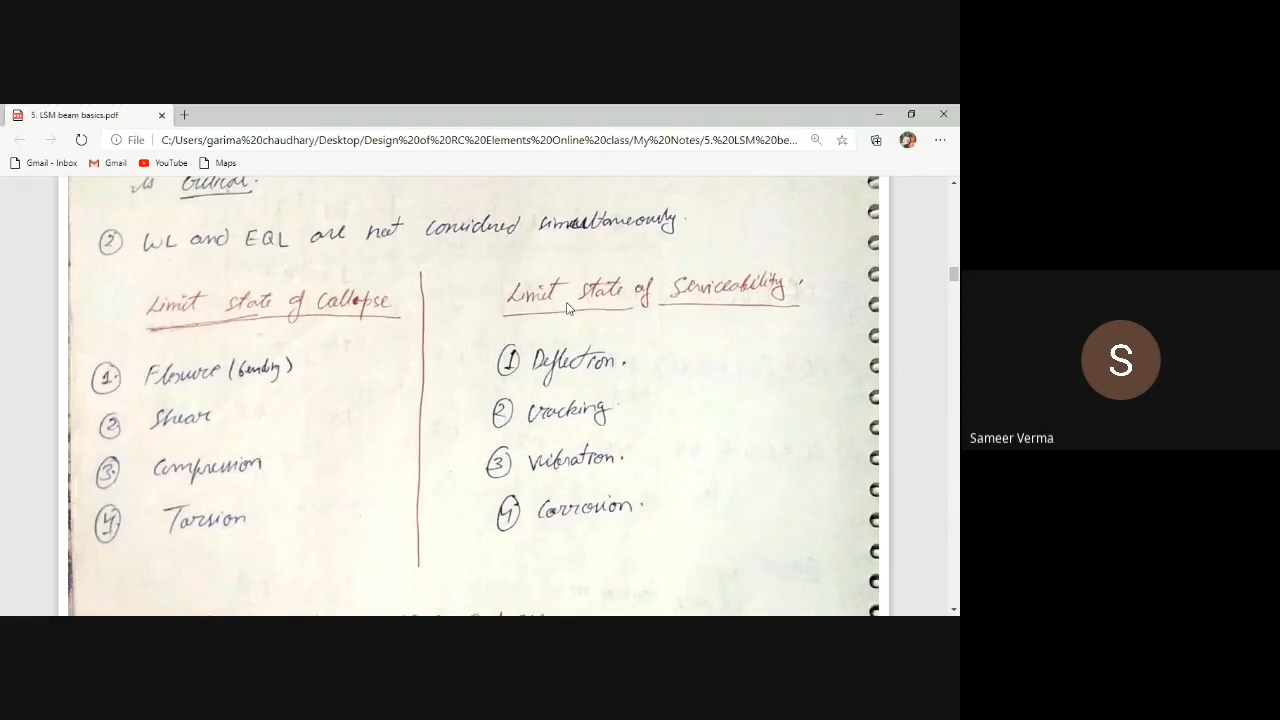 5. LSM beam basics.pdf
File
C:/Users/garima%20chaudhary/Desktop/Design%20of%20RC%20Elements%20Online%20class/My%20Notes/5.%20LSM%20be...
Gmail - Inbox
Gmail
YouTube
Maps
is Critical.
② WL and EQL are not considered simultaneously.
Limit state of Collapse
① Flexure (bending)
② Shear
③ Compression
④ Torsion
Limit state of Serviceability.
① Deflection.
② Cracking.
③ Vibration.
④ Corrosion.
S
Sameer Verma